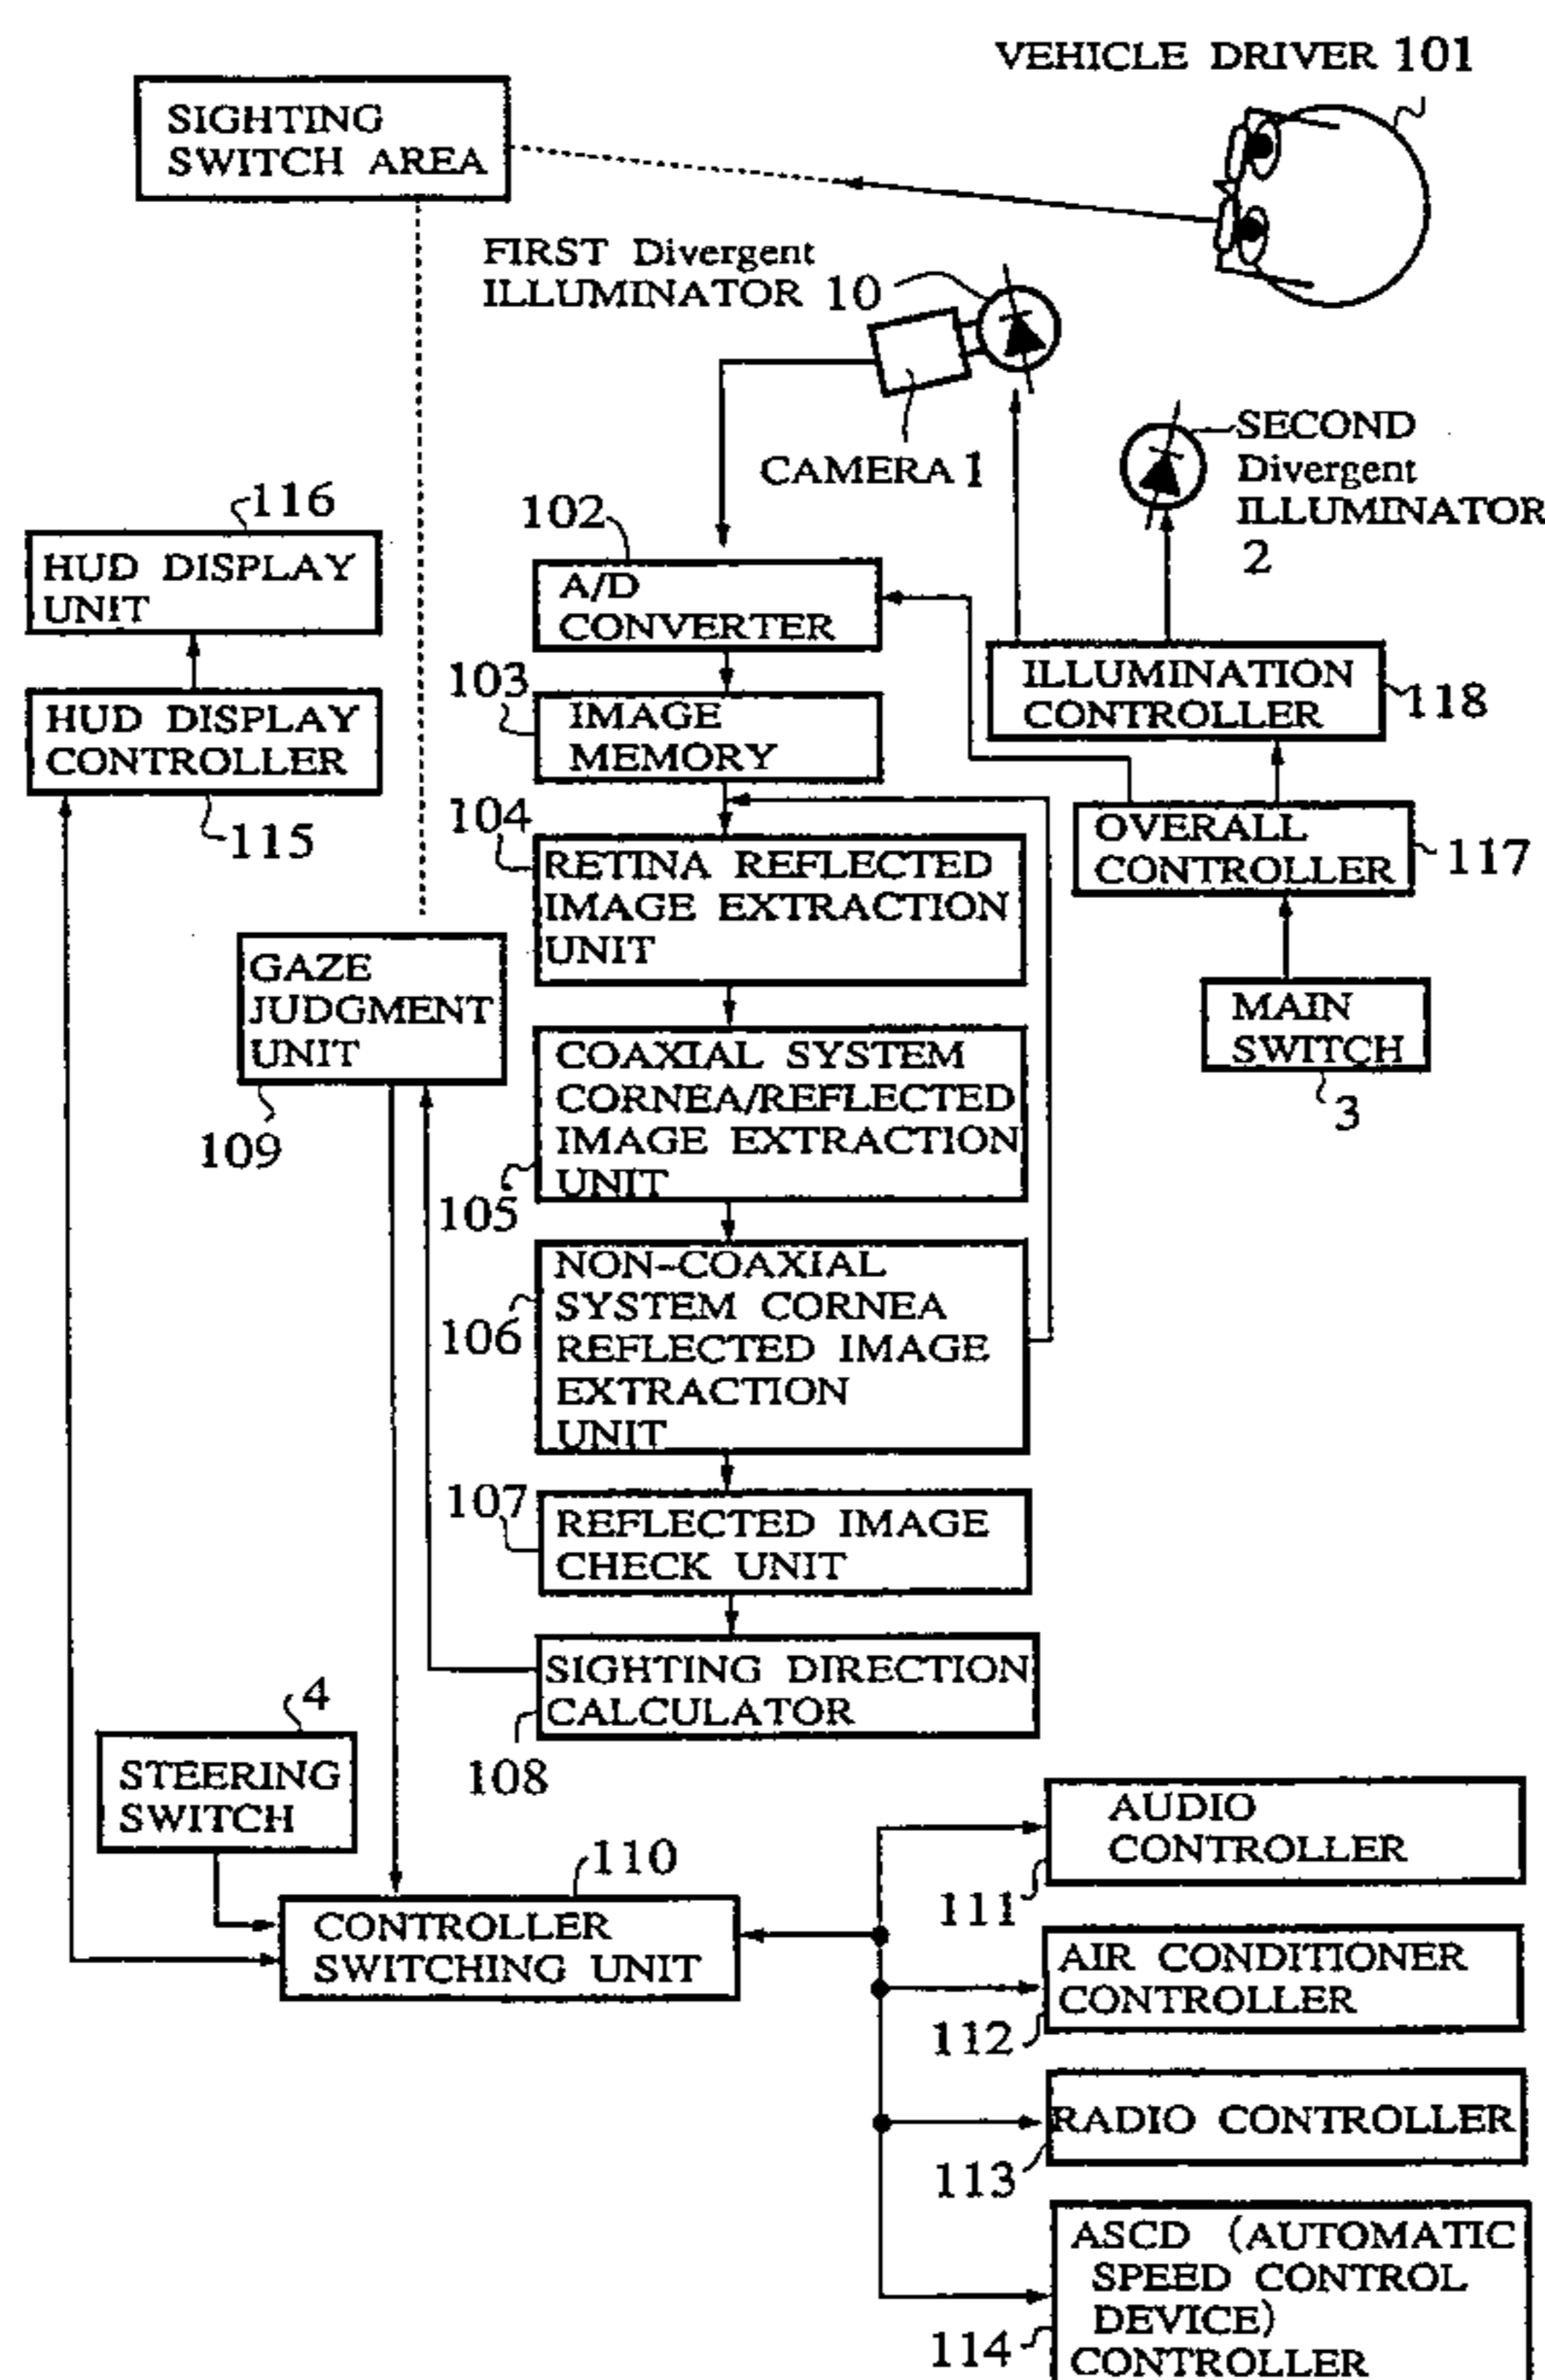 VEHICLE DRIVER 101
SIGHTING
SWITCH AREA
FIRST Divergent
ILLUMINATOR 10
CAMERA 1
SECOND
Divergent
ILLUMINATOR
2
116
HUD DISPLAY
UNIT
102
A/D
CONVERTER
ILLUMINATION
CONTROLLER
118
103
IMAGE
MEMORY
HUD DISPLAY
CONTROLLER
115
104
RETINA REFLECTED
IMAGE EXTRACTION
UNIT
OVERALL
CONTROLLER
117
GAZE
JUDGMENT
UNIT
109
MAIN
SWITCH
3
COAXIAL SYSTEM
CORNEA/REFLECTED
IMAGE EXTRACTION
UNIT
105
NON-COAXIAL
SYSTEM CORNEA
REFLECTED IMAGE
EXTRACTION
UNIT
106
107
REFLECTED IMAGE
CHECK UNIT
SIGHTING DIRECTION
CALCULATOR
108
4
STEERING
SWITCH
110
CONTROLLER
SWITCHING UNIT
AUDIO
CONTROLLER
111
AIR CONDITIONER
CONTROLLER
112
RADIO CONTROLLER
113
ASCD (AUTOMATIC
SPEED CONTROL
DEVICE)
CONTROLLER
114